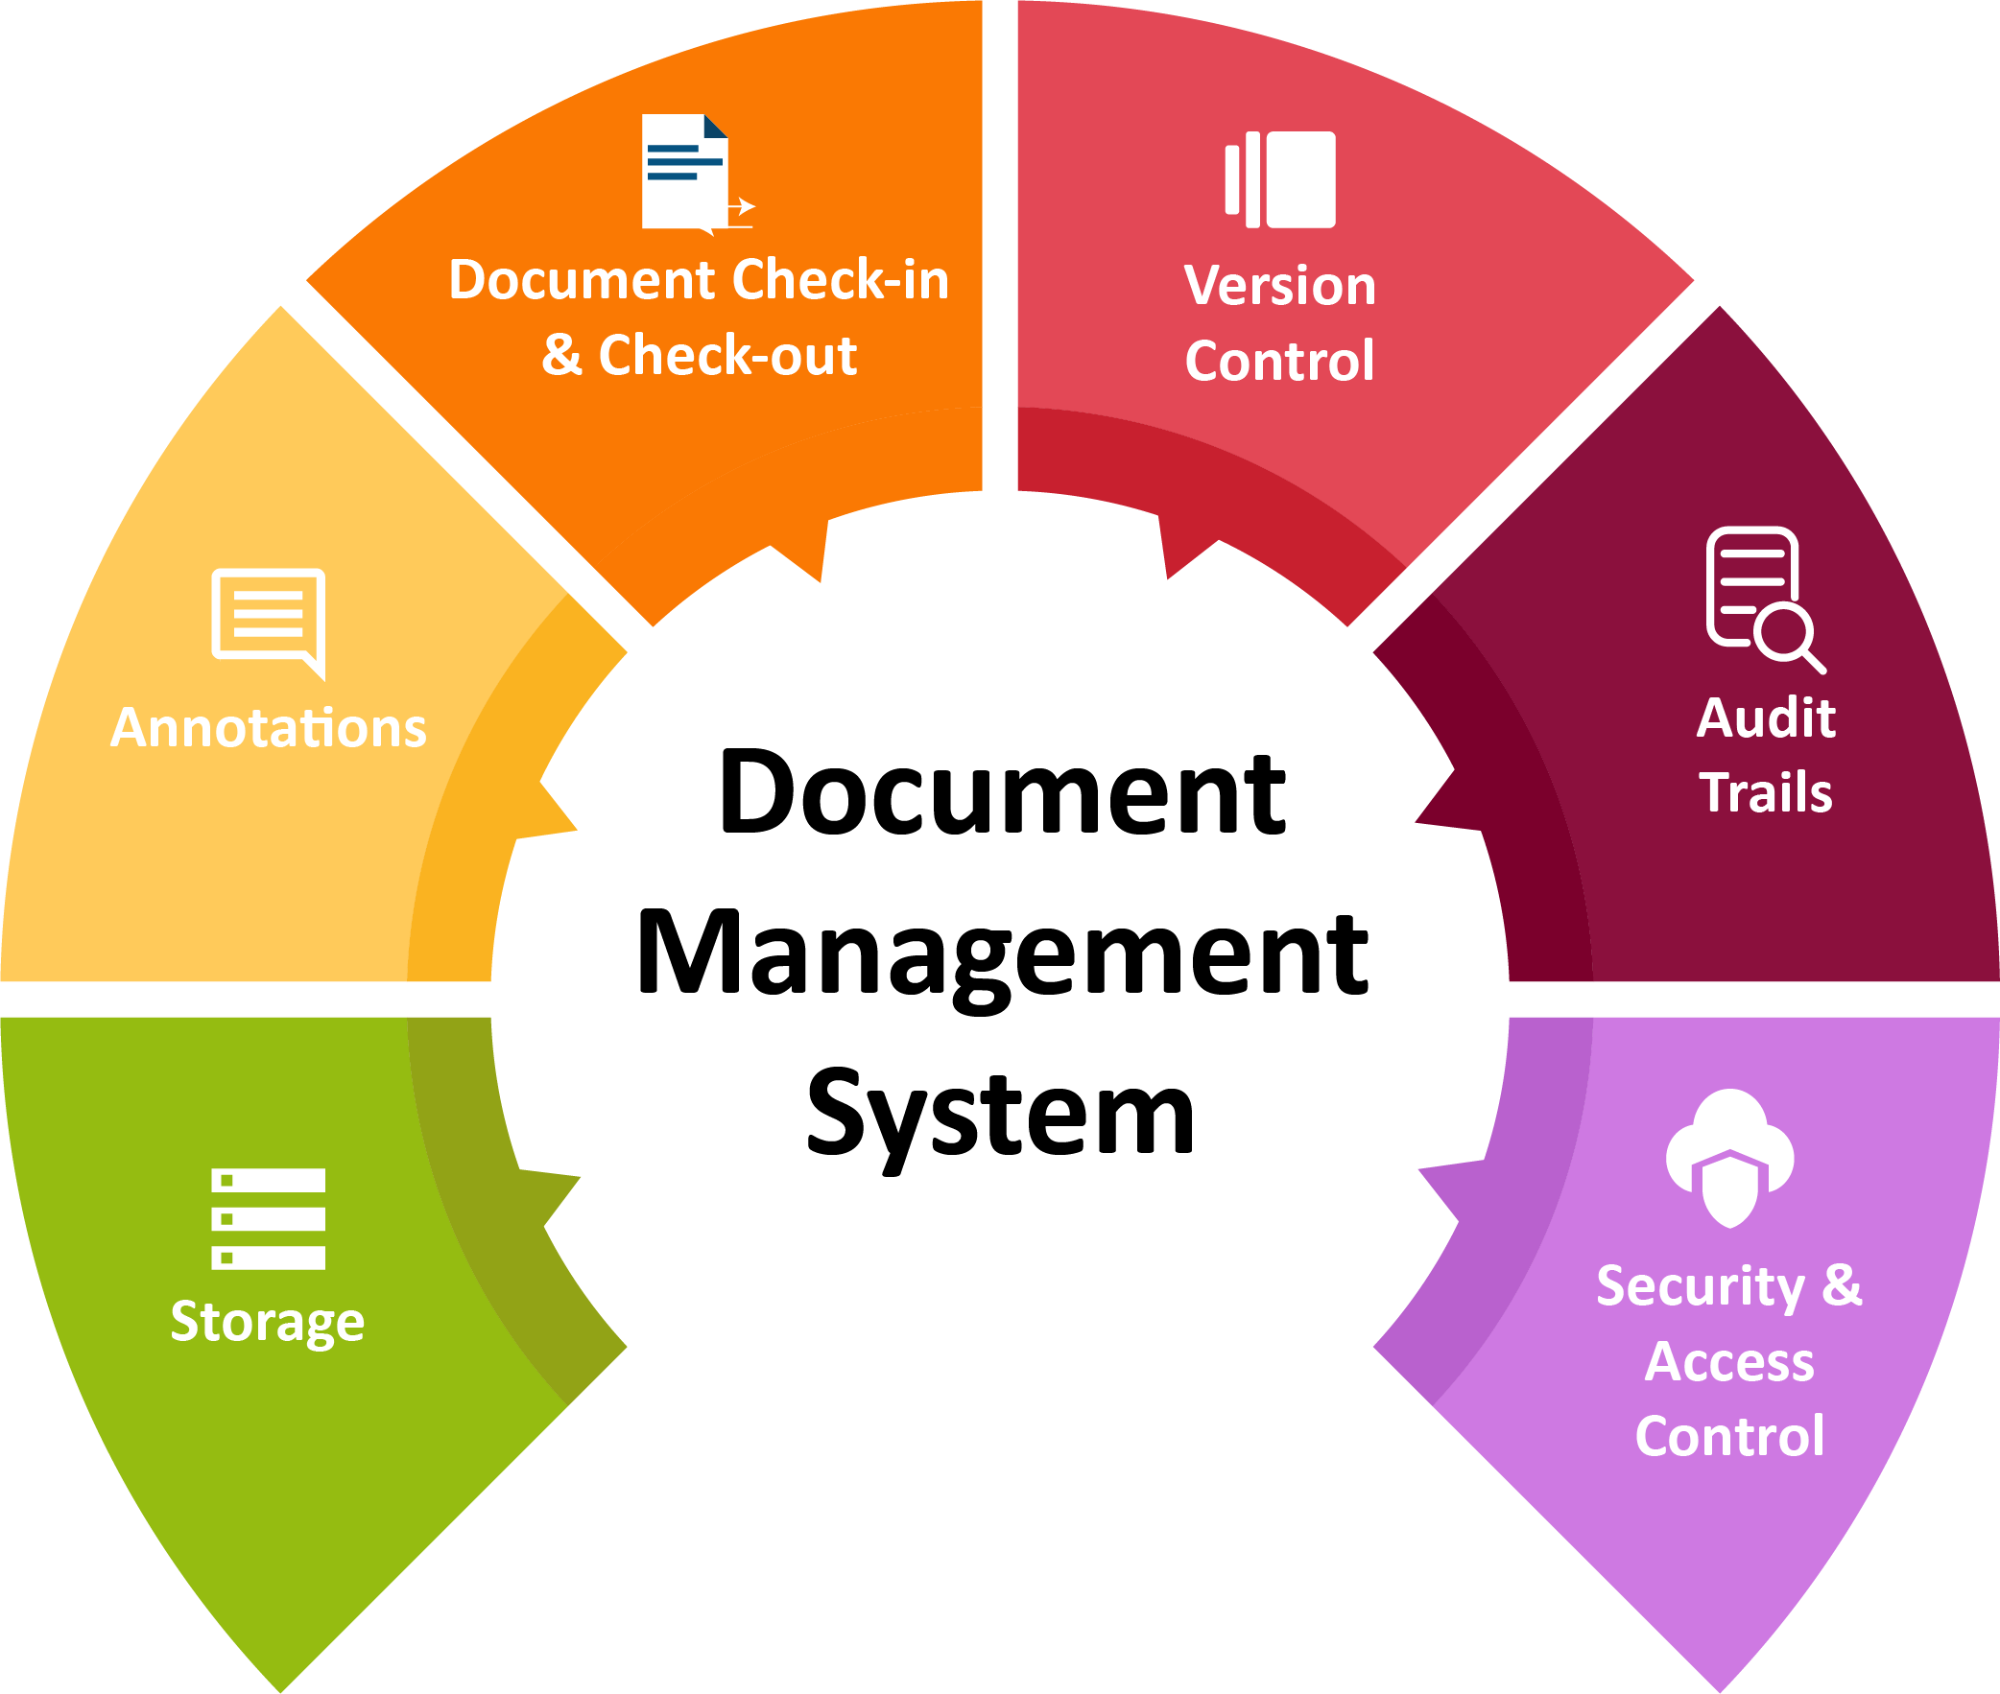 Document Check-in
& Check-out
Version
Control
Annotations
Audit
Trails
Document
Management
System
Storage
Security &
Access
Control